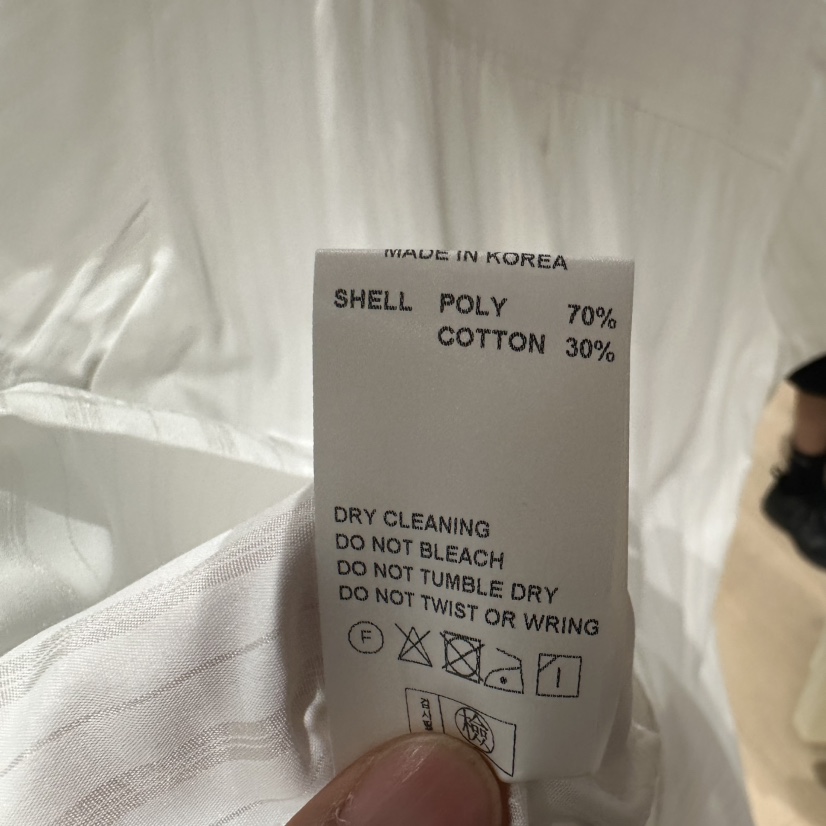 MADE IN KOREA
SHELL POLY 70%
COTTON 30%
DRY CLEANING
DO NOT BLEACH
DO NOT TUMBLE DRY
DO NOT TWIST OR WRING
F
檢